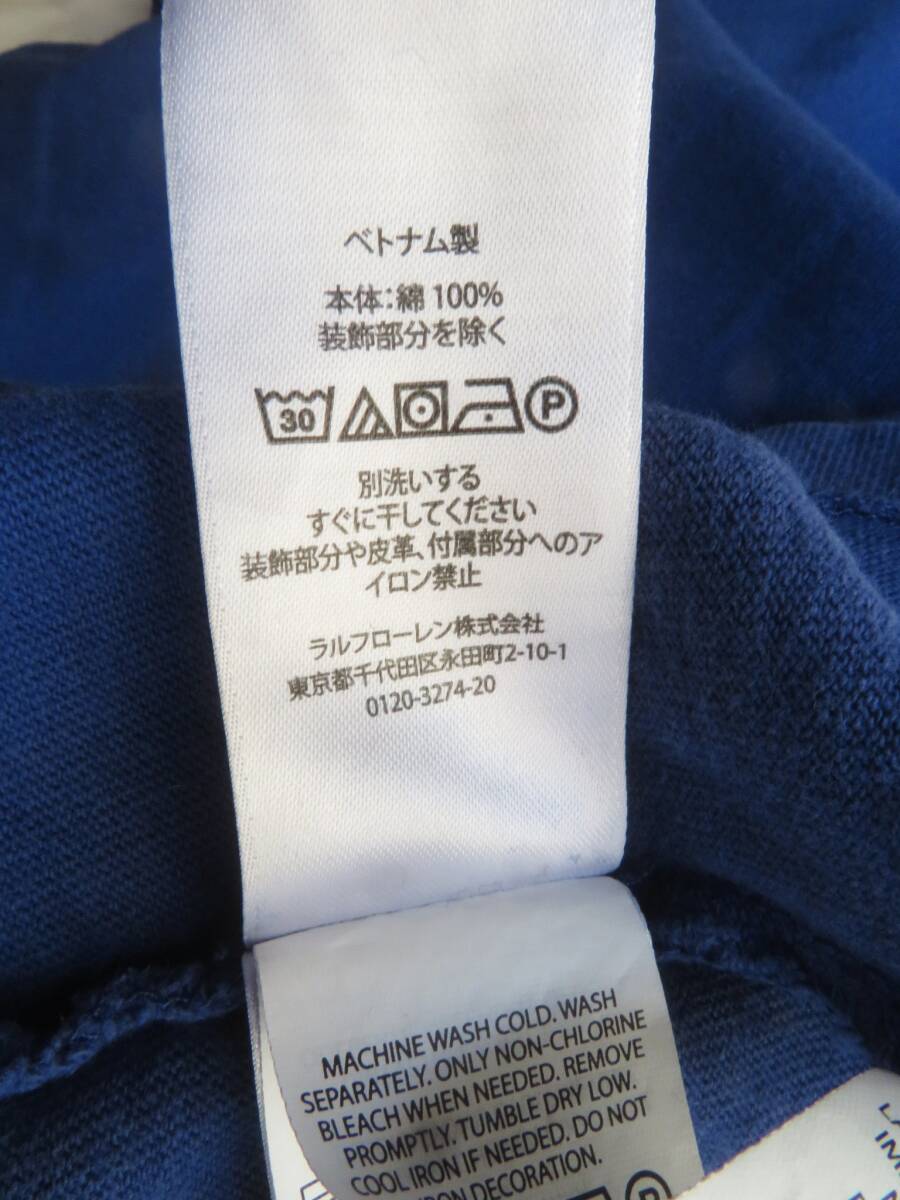 ベトナム製
本体:綿 100%
装飾部分を除く
30 P
別洗いする
すぐに干してください
装飾部分や皮革、付属部分へのア
イロン禁止
ラルフローレン株式会社
東京都千代田区永田町2-10-1
0120-3274-20
MACHINE WASH COLD. WASH
SEPARATELY. ONLY NON-CHLORINE
BLEACH WHEN NEEDED. REMOVE
PROMPTLY. TUMBLE DRY LOW.
COOL IRON IF NEEDED. DO NOT
IRON DECORATION.